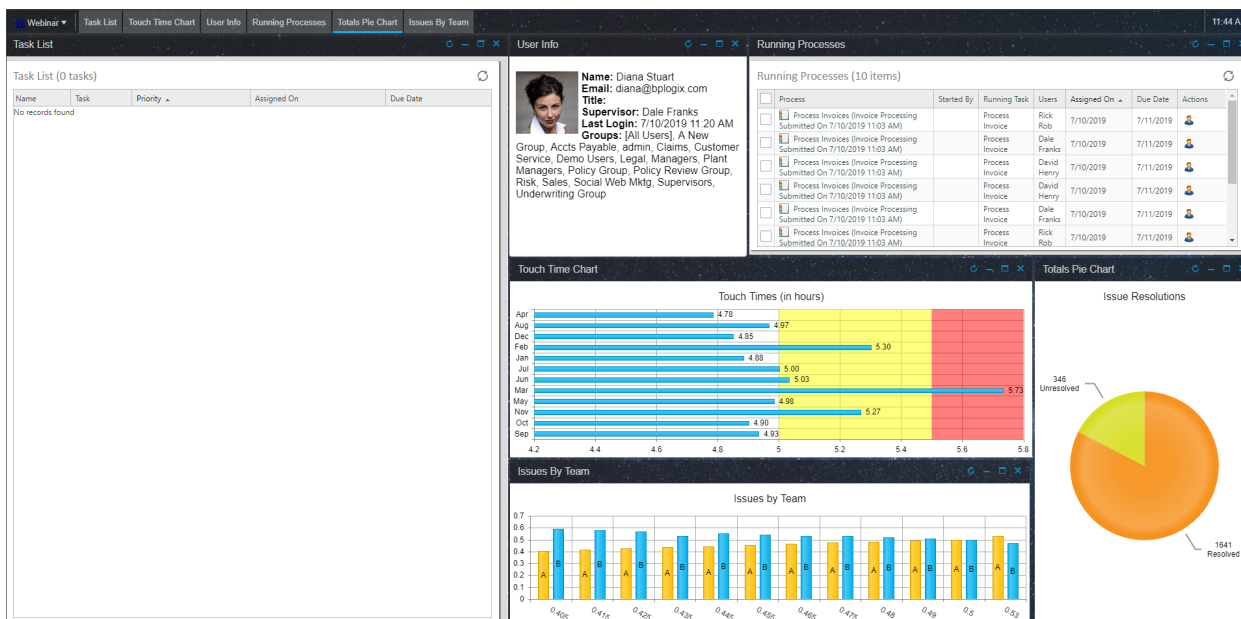 Webinar
Task List
Touch Time Chart
User Info
Running Processes
Totals Pie Chart
Issues By Team
11:44 A
Task List
Task List (0 tasks)
Name Task Priority Assigned On Due Date
No records found
User Info
Name: Diana Stuart
Email: diana@bplogix.com
Title:
Supervisor: Dale Franks
Last Login: 7/10/2019 11:20 AM
Groups: [All Users], A New
Group, Accts Payable, admin, Claims, Customer
Service, Demo Users, Legal, Managers, Plant
Managers, Policy Group, Policy Review Group,
Risk, Sales, Social Web Mktg, Supervisors,
Underwriting Group
Running Processes
Running Processes (10 items)
Process Started By Running Task Users Assigned On Due Date Actions
Process Invoices (Invoice Processing Process Rick
Submitted On 7/10/2019 11:03 AM) Invoice Rob 7/10/2019 7/11/2019
Process Invoices (Invoice Processing Process Dale
Submitted On 7/10/2019 11:03 AM) Invoice Franks 7/10/2019 7/11/2019
Process Invoices (Invoice Processing Process David
Submitted On 7/10/2019 11:03 AM) Invoice Henry 7/10/2019 7/11/2019
Process Invoices (Invoice Processing Process David
Submitted On 7/10/2019 11:03 AM) Invoice Henry 7/10/2019 7/11/2019
Process Invoices (Invoice Processing Process Dale
Submitted On 7/10/2019 11:03 AM) Invoice Franks 7/10/2019 7/11/2019
Process Invoices (Invoice Processing Process Rick
Submitted On 7/10/2019 11:03 AM) Invoice Rob 7/10/2019 7/11/2019
Touch Time Chart
Touch Times (in hours)
Apr 4.78
Aug 4.97
Dec 4.85
Feb 5.30
Jan 4.88
Jul 5.00
Jun 5.03
Mar 5.73
May 4.98
Nov 5.27
Oct 4.90
Sep 4.93
4.2 4.4 4.6 4.8 5 5.2 5.4 5.6 5.8
Totals Pie Chart
Issue Resolutions
346
Unresolved
1641
Resolved
Issues By Team
Issues by Team
0.7
0.6
0.5
0.4
0.3
0.2
0.1
0
A B A B A B A B A B A B A B A B A B A B A B A B
0.405 0.415 0.425 0.435 0.445 0.455 0.465 0.475 0.48 0.49 0.5 0.53